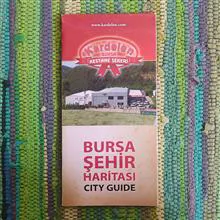 www.kardelen.com
Kardelen
KESTANE ŞEKERİ
BURSA
ŞEHİR
HARİTASI
CITY GUIDE